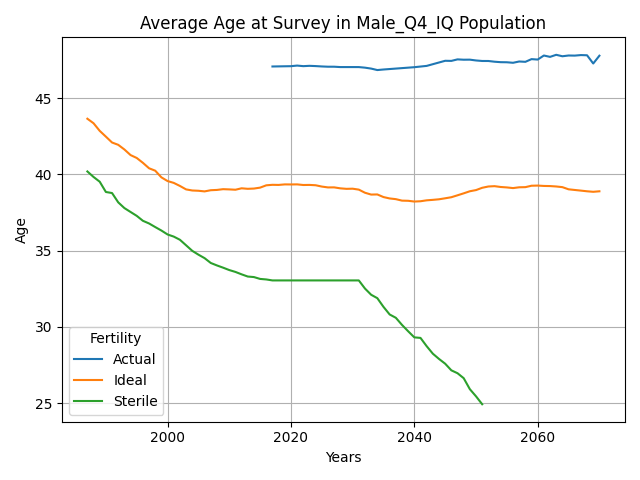 Average Age at Survey in Male_Q4_IQ Population
Age
45
40
35
30
25
Fertility
Actual
Ideal
Sterile
2000
2020
2040
2060
Years